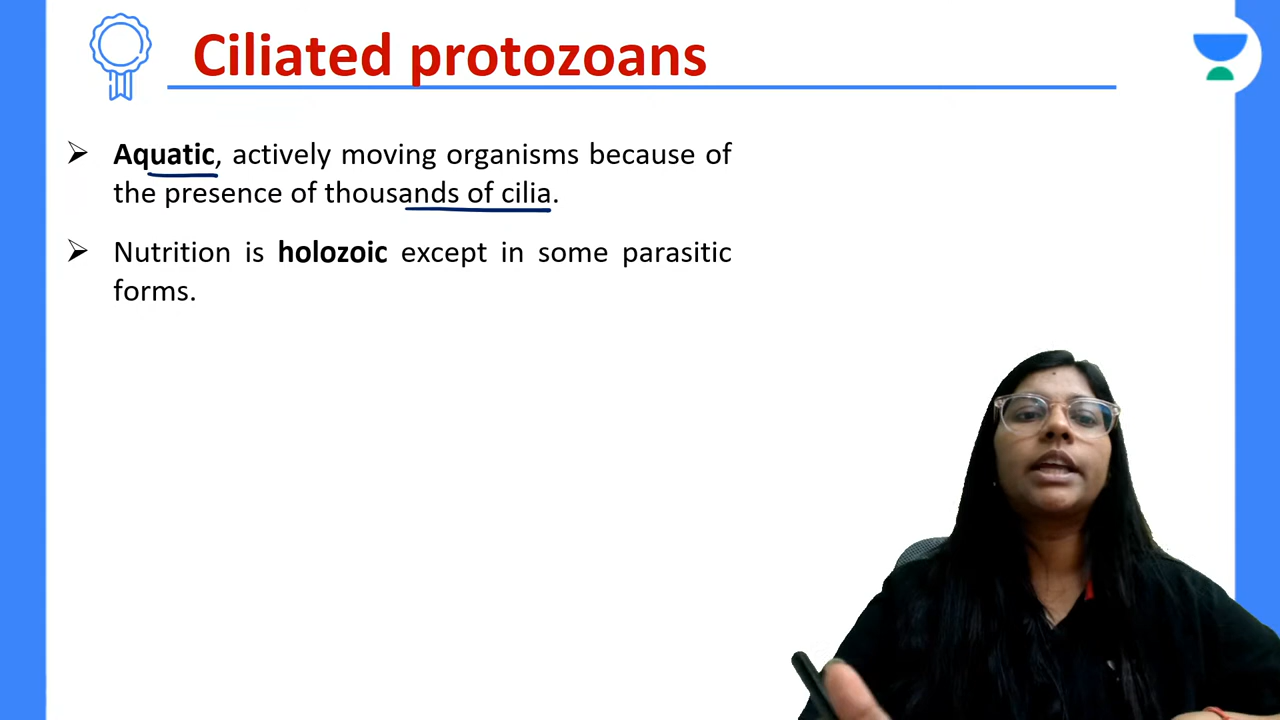 Ciliated protozoans
Aquatic, actively moving organisms because of
the presence of thousands of cilia.
Nutrition is holozoic except in some parasitic
forms.